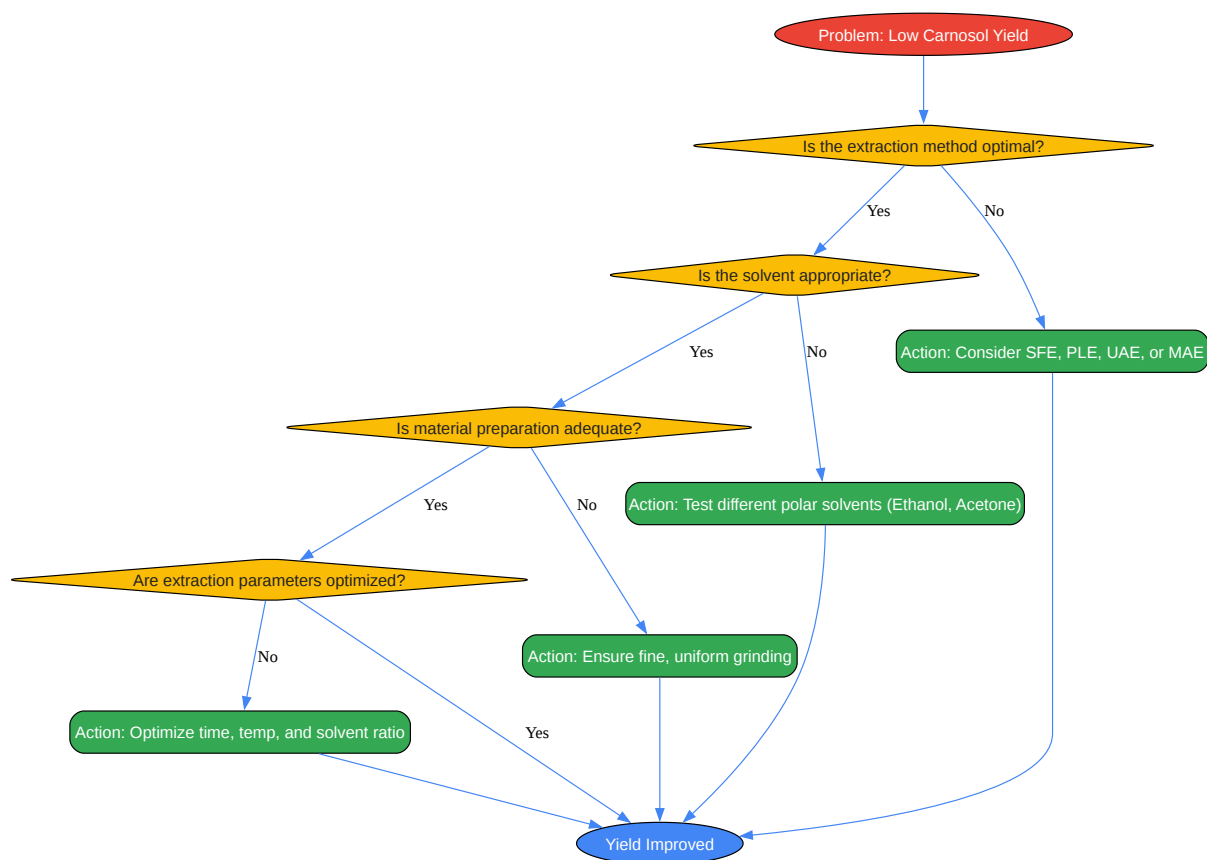 Problem: Low Carnosol Yield
Is the extraction method optimal?
Yes
No
Is the solvent appropriate?
Yes
No
Action: Consider SFE, PLE, UAE, or MAE
Is material preparation adequate?
Yes
No
Action: Test different polar solvents (Ethanol, Acetone)
Are extraction parameters optimized?
No
Yes
Action: Ensure fine, uniform grinding
Action: Optimize time, temp, and solvent ratio
Yield Improved